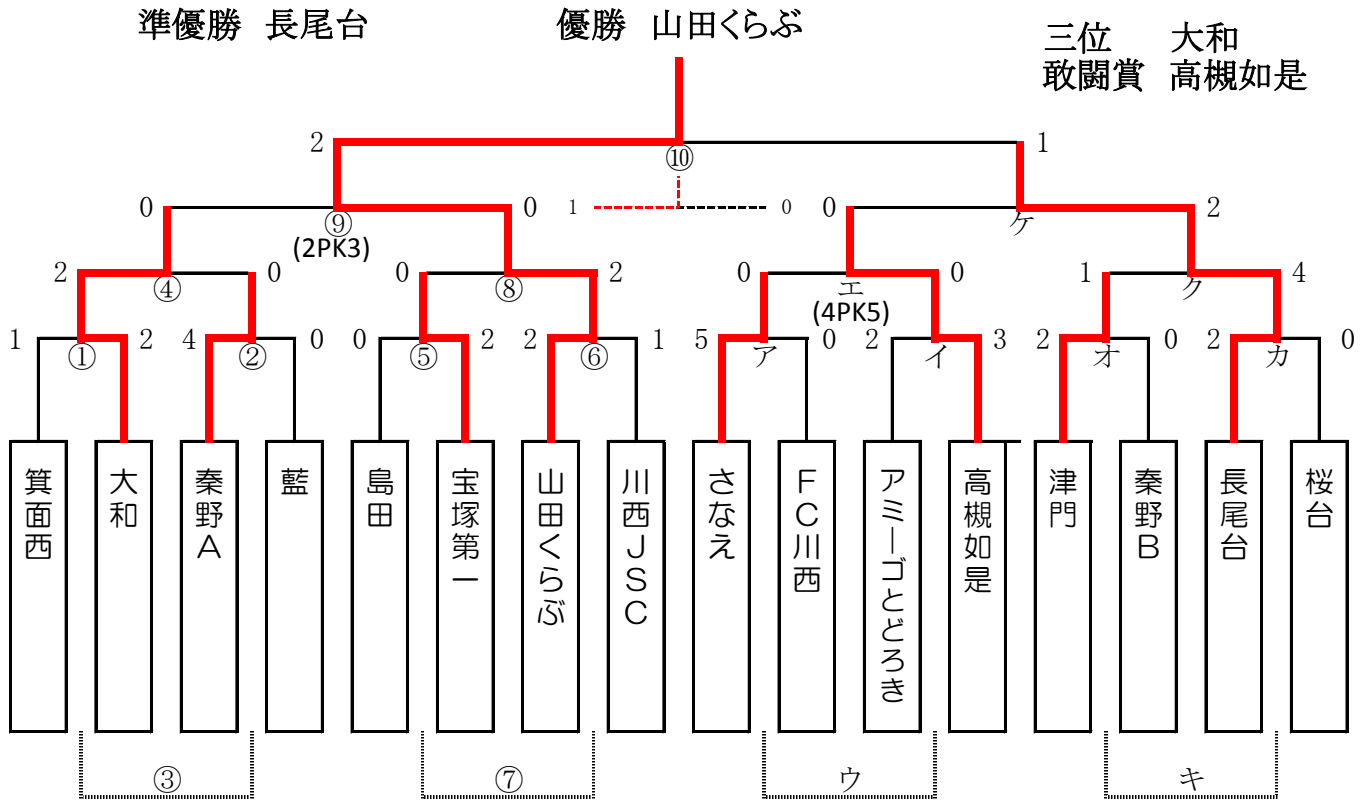 準優勝 長尾台
優勝 山田くらぶ
三位 大和
敢闘賞 高槻如是
2 ⑩ 1
0 ⑨ 0 1 0 0 ケ 2
(2PK3)
2 ④ 0 0 ⑧ 2 0 エ 0 1 ク 4
(4PK5)
1 ① 2 4 ② 0 0 ⑤ 2 2 ⑥ 1 5 ア 0 2 イ 3 2 オ 0 2 カ 0
箕面西
大和
秦野A
藍
島田
宝塚第一
山田くらぶ
川西JSC
さなえ
FC川西
アミーゴとどろき
高槻如是
津門
秦野B
長尾台
桜台
③ ⑦ ウ キ